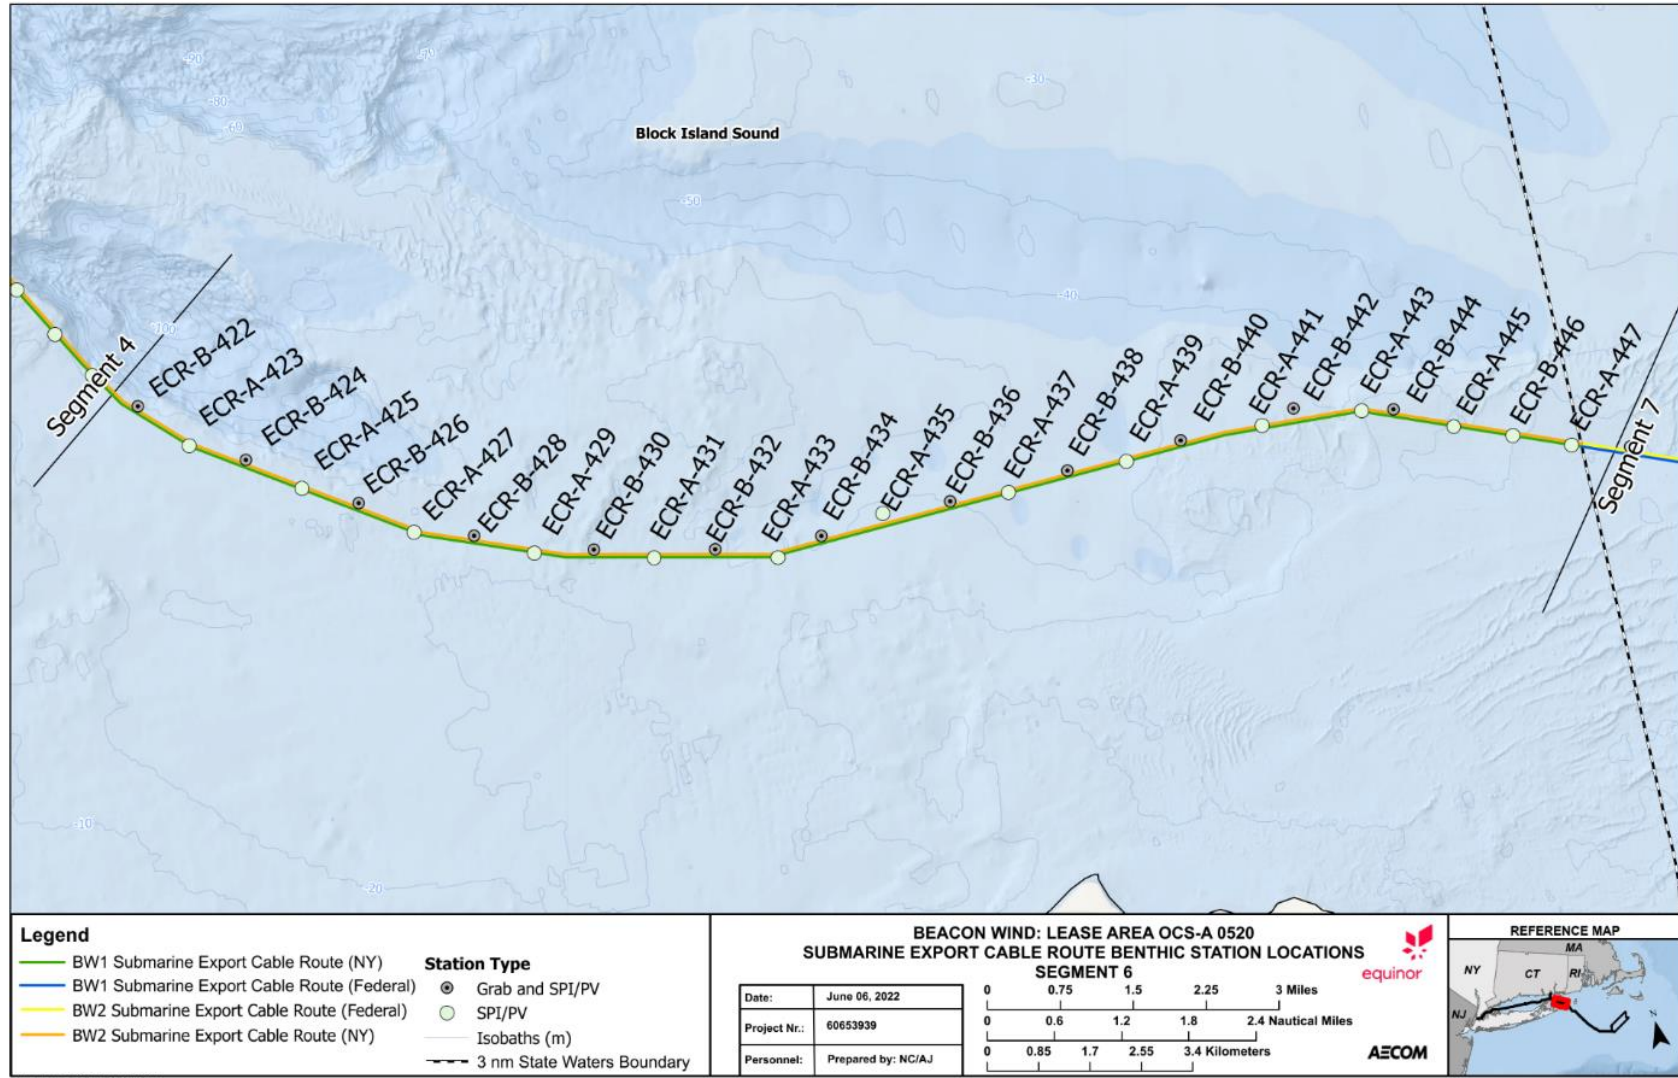 -90
-70
-80
-60
-30
Block Island Sound
-50
-40
-100
Segment 4
ECR-B-422
ECR-A-423
ECR-B-424
ECR-A-425
ECR-B-426
ECR-A-427
ECR-B-428
ECR-A-429
ECR-B-430
ECR-A-431
ECR-B-432
ECR-A-433
ECR-B-434
ECR-A-435
ECR-B-436
ECR-A-437
ECR-B-438
ECR-A-439
ECR-B-440
ECR-A-441
ECR-B-442
ECR-A-443
ECR-B-444
ECR-A-445
ECR-B-446
ECR-A-447
Segment 7
-10
-20
Legend
BW1 Submarine Export Cable Route (NY)
BW1 Submarine Export Cable Route (Federal)
BW2 Submarine Export Cable Route (Federal)
BW2 Submarine Export Cable Route (NY)
Station Type
Grab and SPI/PV
SPI/PV
Isobaths (m)
3 nm State Waters Boundary
BEACON WIND: LEASE AREA OCS-A 0520
SUBMARINE EXPORT CABLE ROUTE BENTHIC STATION LOCATIONS
SEGMENT 6
equinor
Date: June 06, 2022
Project Nr.: 60653939
Personnel: Prepared by: NC/AJ
0 0.75 1.5 2.25 3 Miles
0 0.6 1.2 1.8 2.4 Nautical Miles
0 0.85 1.7 2.55 3.4 Kilometers
AECOM
REFERENCE MAP
MA
NY CT RI
NJ
N